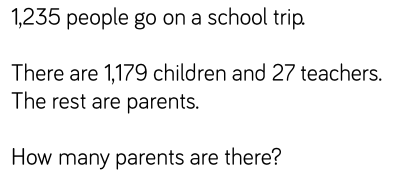 1,235 people go on a school trip.
There are 1,179 children and 27 teachers.
The rest are parents.
How many parents are there?